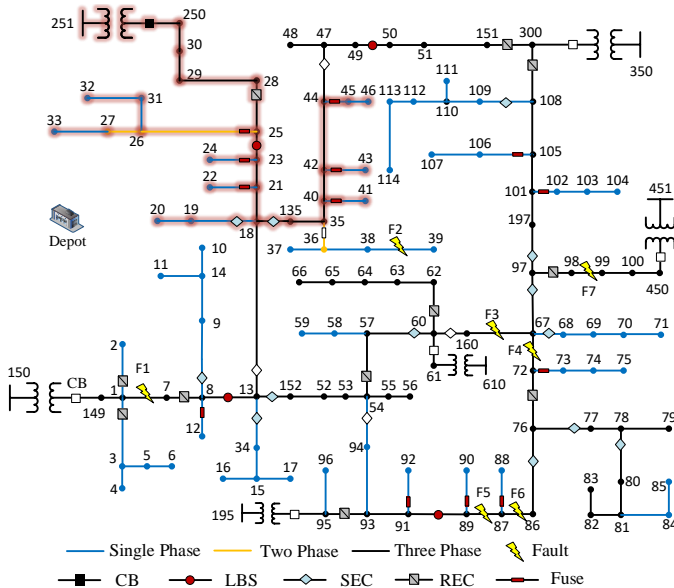 251 250 48 47 49 50 51 151 300 350
30
29 28
32 31
33 27 26 25
24 23
22 21
20 19 18 135
44 45 46
42 43
40 41
35
113 112 111 110 109 108
114
107 106 105
101 102 103 104
197
451
Depot
37 36 38 F2 39
97 98 99 100 450
F7
10
11 14
9
66 65 64 63 62
59 58 57 60 160 F3
F4
67 68 69 70 71
61 610
72 73 74 75
2
150 CB F1
149 1 7 8 13 152 52 53 54 55 56
12
3 5 6
4
34
16 15 17
94
96 92 90 88
76 77 78 79
83 80 85
82 81 84
195 95 93 91 89 F5 87 F6 86
Single Phase Two Phase Three Phase Fault
CB LBS SEC REC Fuse